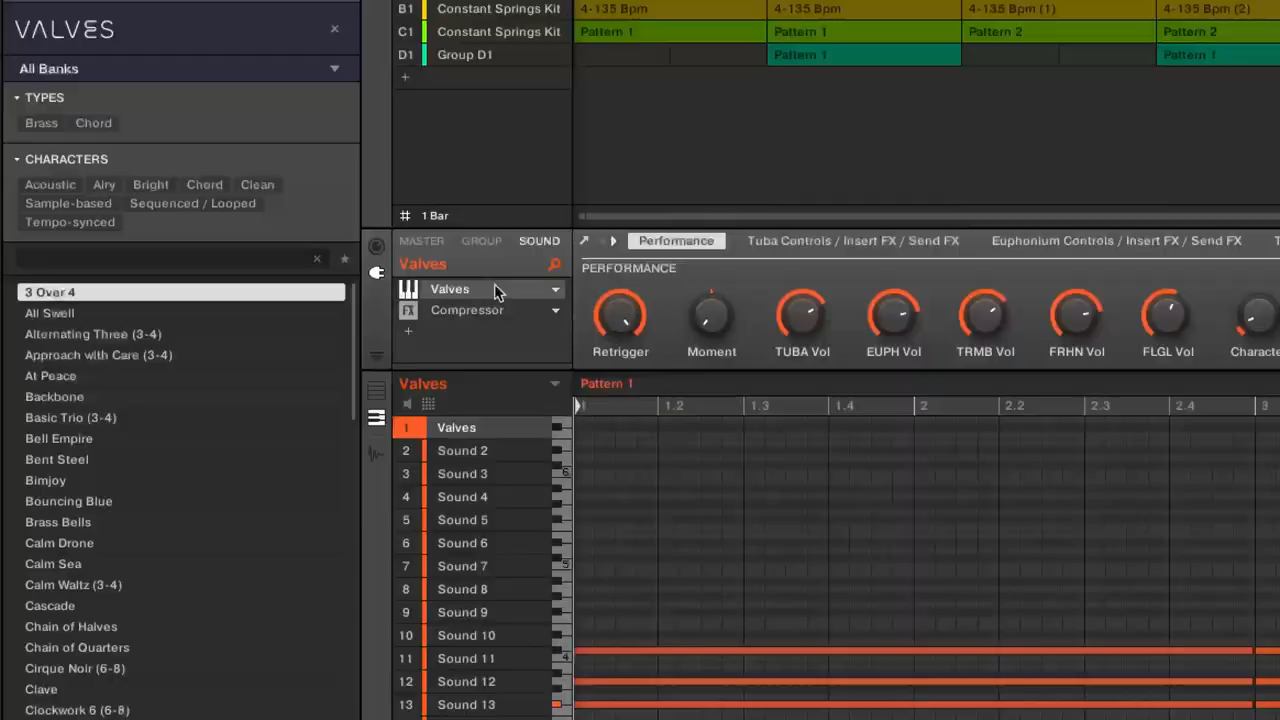 VALVES
All Banks
TYPES
Brass Chord
CHARACTERS
Acoustic Airy Bright Chord Clean
Sample-based Sequenced / Looped
Tempo-synced
3 Over 4
All Swell
Alternating Three (3-4)
Approach with Care (3-4)
At Peace
Backbone
Basic Trio (3-4)
Bell Empire
Bent Steel
Bimjoy
Bouncing Blue
Brass Bells
Calm Drone
Calm Sea
Calm Waltz (3-4)
Cascade
Chain of Halves
Chain of Quarters
Cirque Noir (6-8)
Clave
Clockwork 6 (6-8)
B1 Constant Springs Kit 4-135 Bpm 4-135 Bpm 4-135 Bpm (1) 4-135 Bpm (2)
C1 Constant Springs Kit Pattern 1 Pattern 1 Pattern 2 Pattern 2
D1 Group D1 Pattern 1 Pattern 1
+
1 Bar
MASTER GROUP SOUND
Valves
Valves
FX Compressor
+
Performance Tuba Controls / Insert FX / Send FX Euphonium Controls / Insert FX / Send FX
PERFORMANCE
Retrigger Moment TUBA Vol EUPH Vol TRMB Vol FRHN Vol FLGL Vol
Valves Pattern 1
1.2 1.3 1.4 2 2.2 2.3 2.4 3
1 Valves
2 Sound 2
3 Sound 3
4 Sound 4
5 Sound 5
6 Sound 6
7 Sound 7
8 Sound 8
9 Sound 9
10 Sound 10
11 Sound 11
12 Sound 12
13 Sound 13